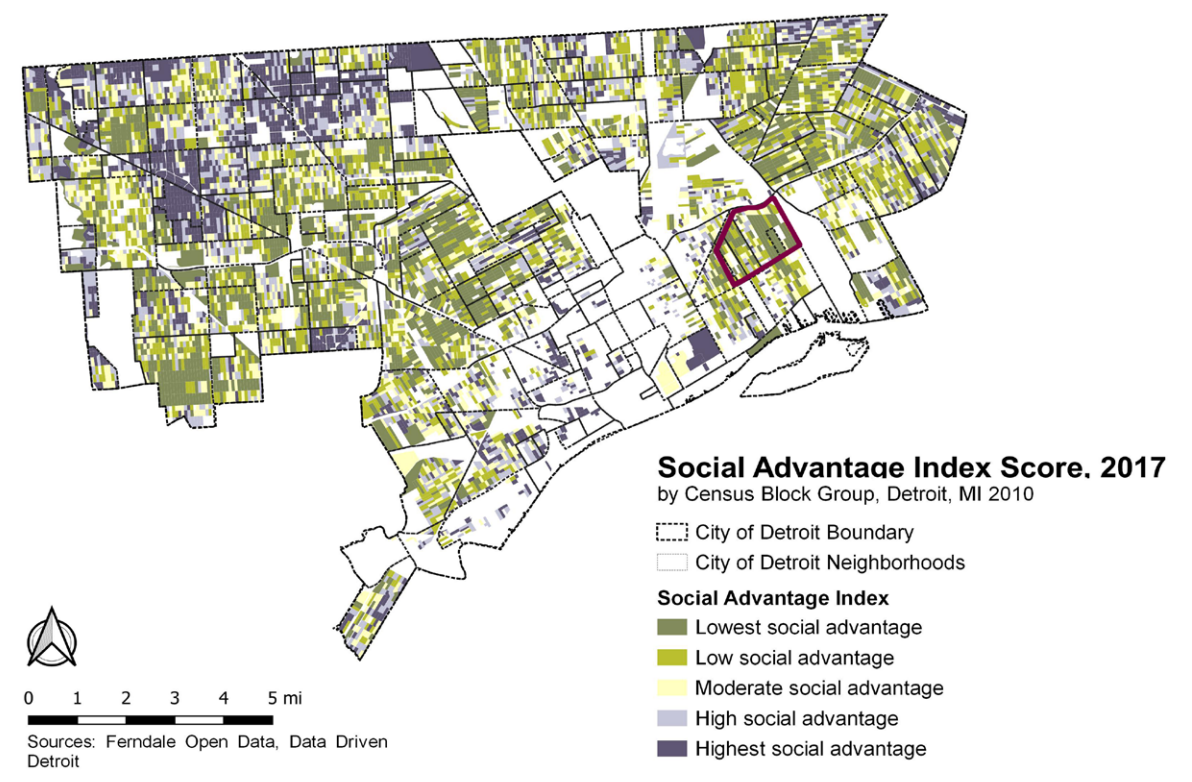 Social Advantage Index Score, 2017
by Census Block Group, Detroit, MI 2010
City of Detroit Boundary
City of Detroit Neighborhoods
Social Advantage Index
Lowest social advantage
Low social advantage
Moderate social advantage
High social advantage
Highest social advantage
0 1 2 3 4 5 mi
Sources: Ferndale Open Data, Data Driven
Detroit